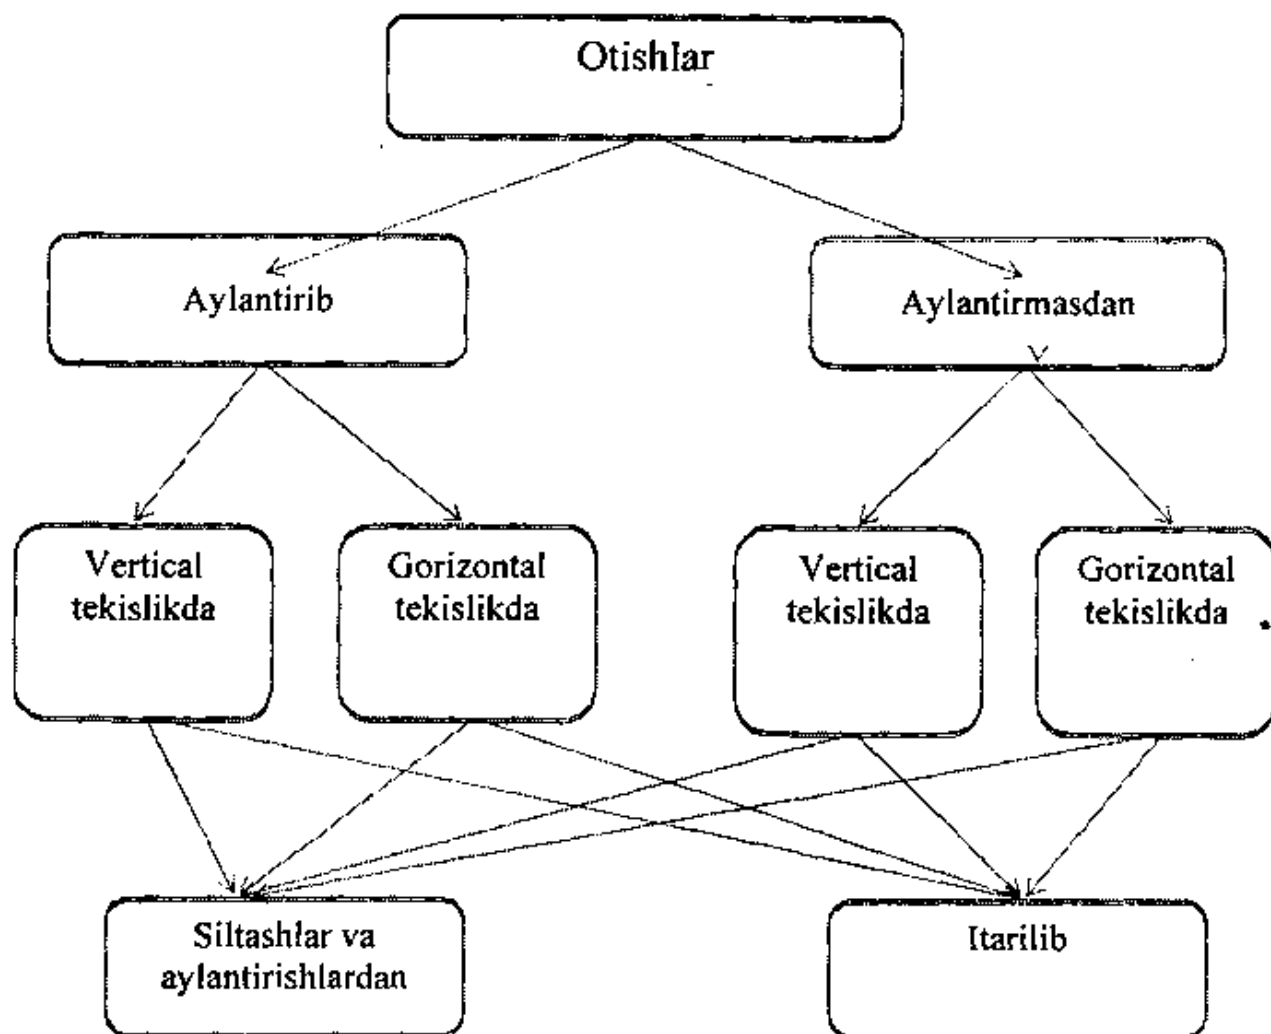 Otishlar
Aylantirib
Aylantirmasdan
Vertical
tekislikda
Gorizontal
tekislikda
Vertical
tekislikda
Gorizontal
tekislikda
Siltashlar va
aylantirishlardan
Itarilib